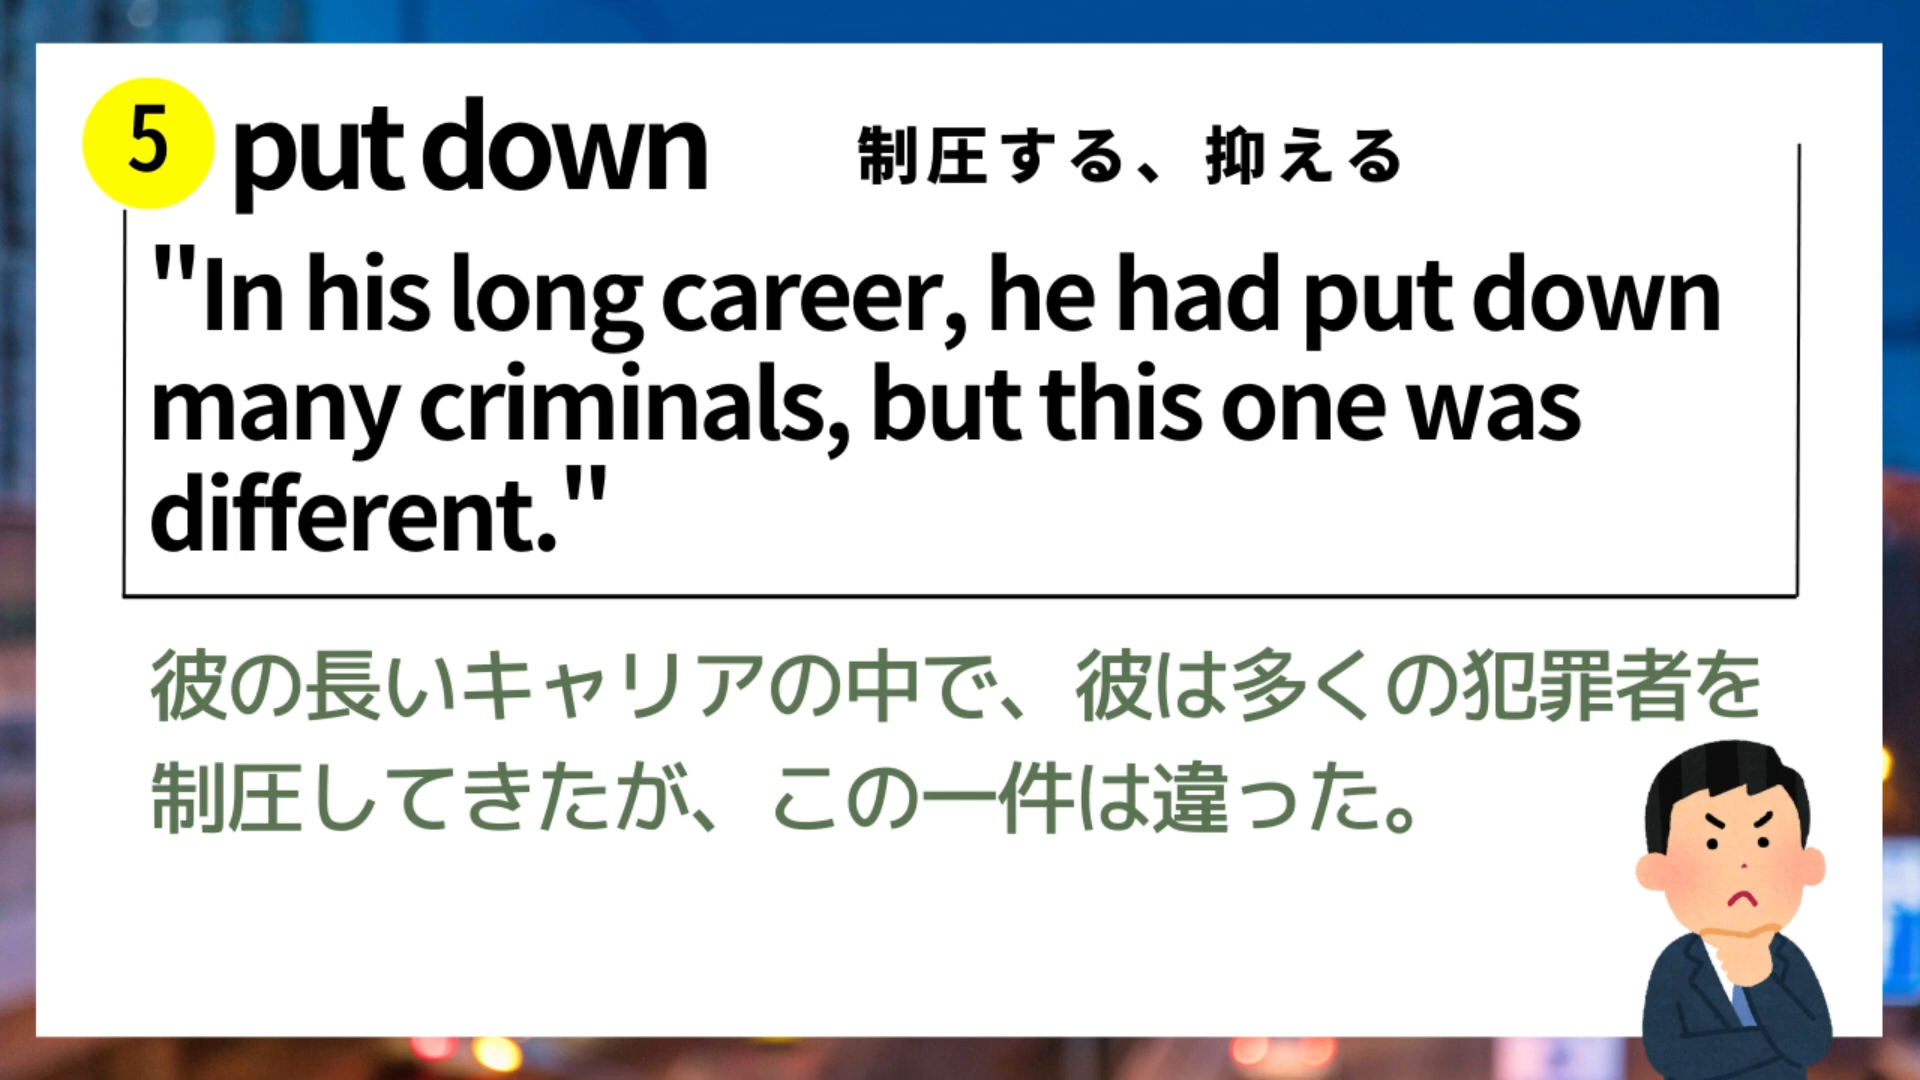 5 put down 制圧する、抑える
"In his long career, he had put down
many criminals, but this one was
different."
彼の長いキャリアの中で、彼は多くの犯罪者を
制圧してきたが、この一件は違った。